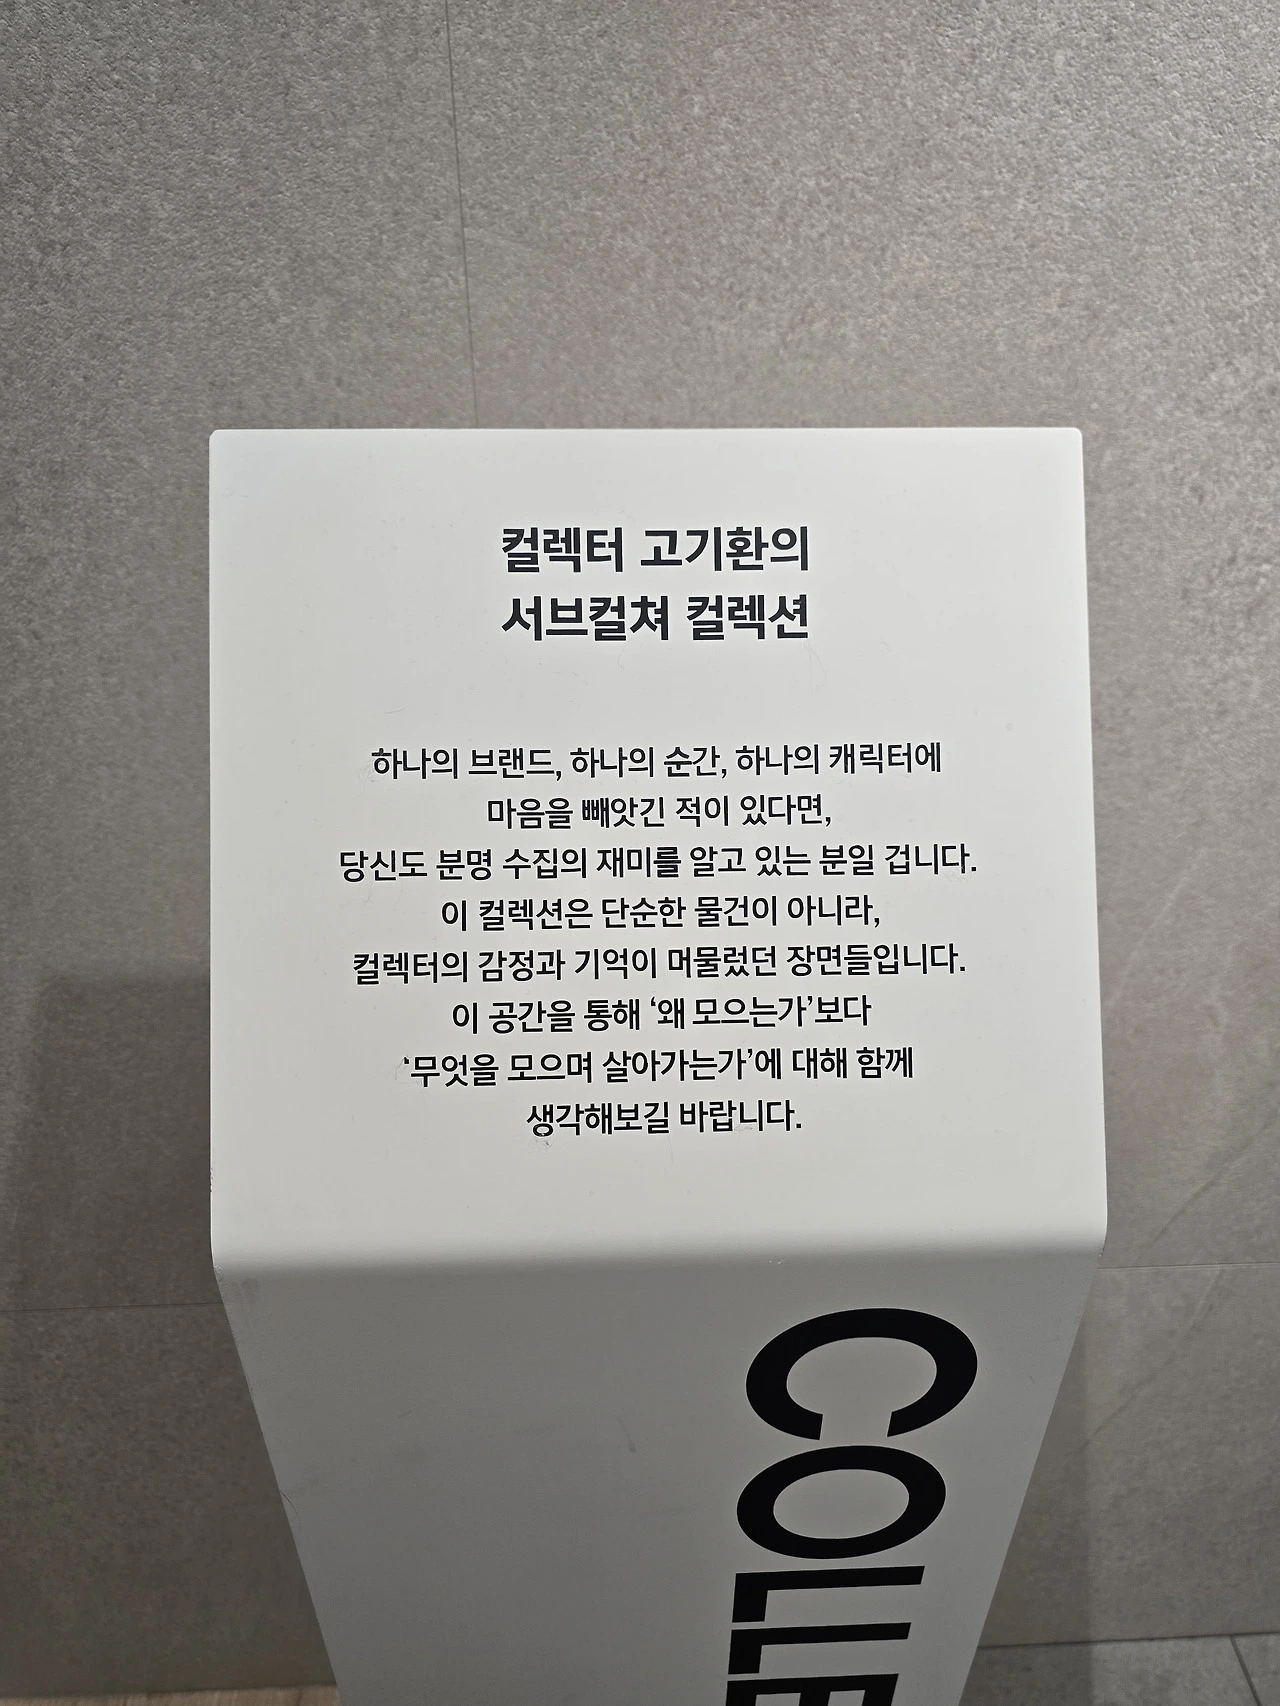 컬렉터 고기환의
서브컬쳐 컬렉션
하나의 브랜드, 하나의 순간, 하나의 캐릭터에
마음을 빼앗긴 적이 있다면,
당신도 분명 수집의 재미를 알고 있는 분일 겁니다.
이 컬렉션은 단순한 물건이 아니라,
컬렉터의 감정과 기억이 머물렀던 장면들입니다.
이 공간을 통해 ‘왜 모으는가’보다
‘무엇을 모으며 살아가는가’에 대해 함께
생각해보길 바랍니다.
COLLE